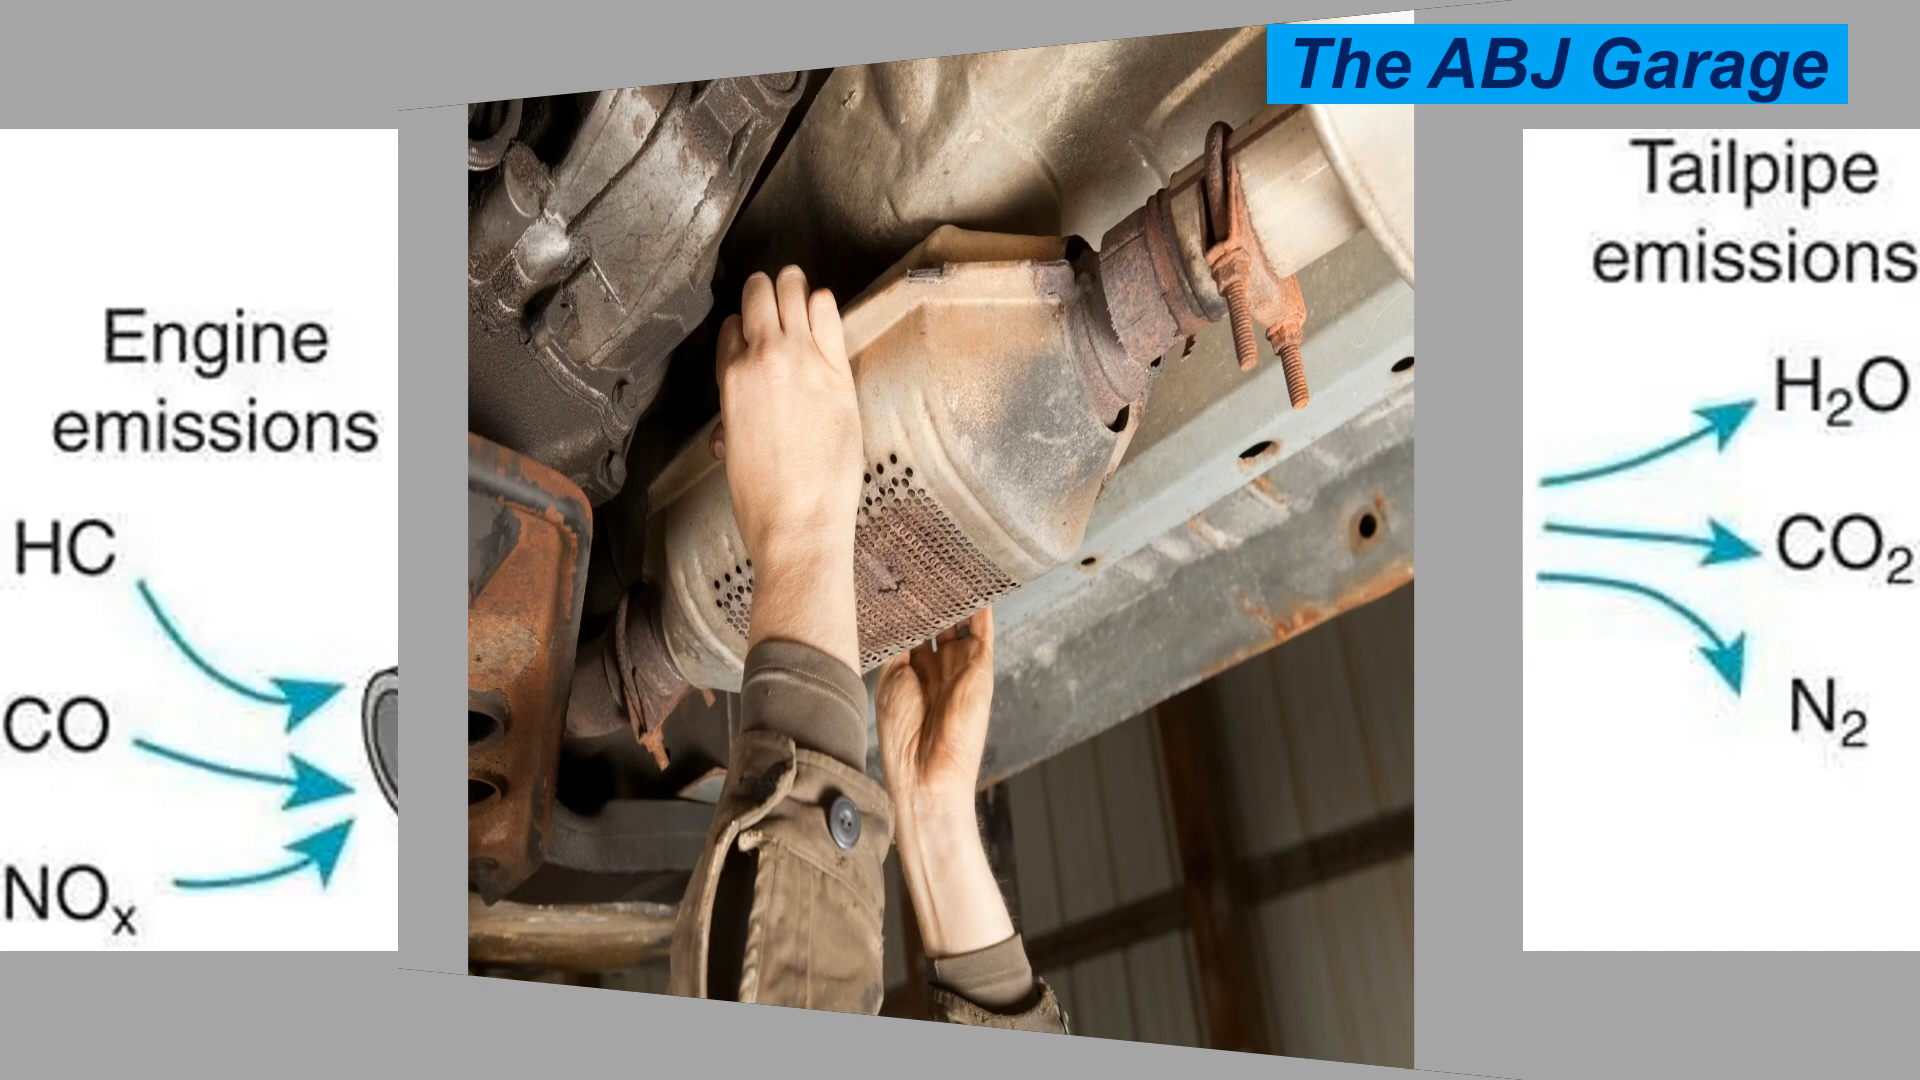 The ABJ Garage
Engine
emissions
HC
CO
NOₓ
Tailpipe
emissions
H₂O
CO₂
N₂